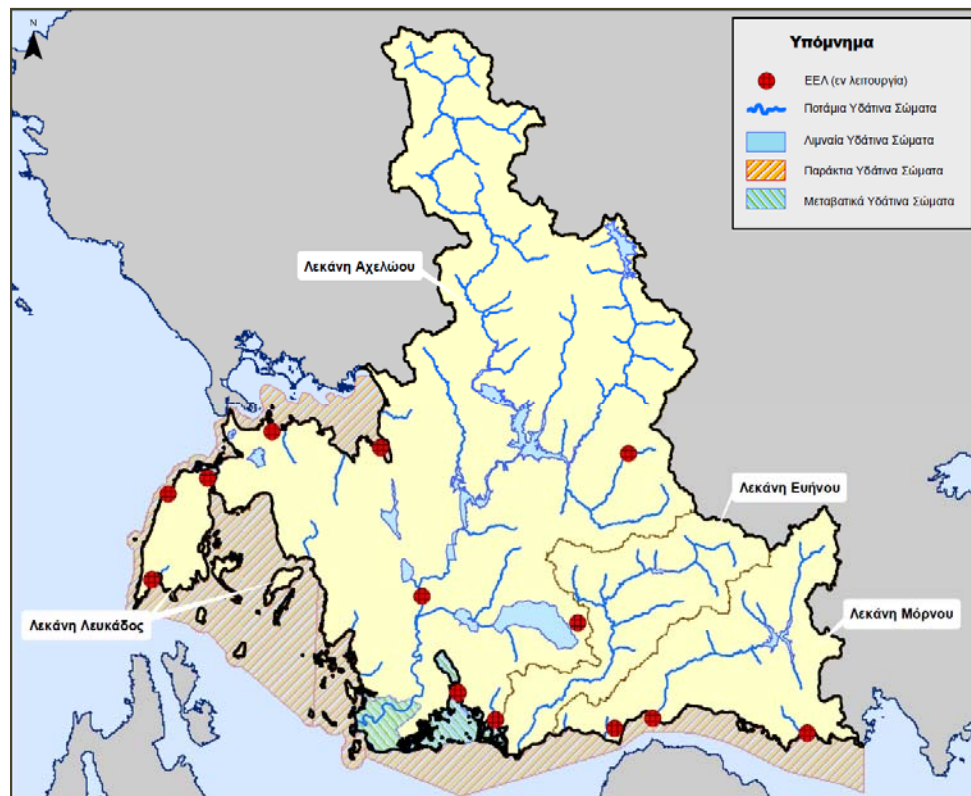 N
Υπόμνημα
ΕΕΛ (εν λειτουργία)
Ποτάμια Υδάτινα Σώματα
Λιμναία Υδάτινα Σώματα
Παράκτια Υδάτινα Σώματα
Μεταβατικά Υδάτινα Σώματα
Λεκάνη Αχελώου
Λεκάνη Ευήνου
Λεκάνη Λευκάδος
Λεκάνη Μόρνου